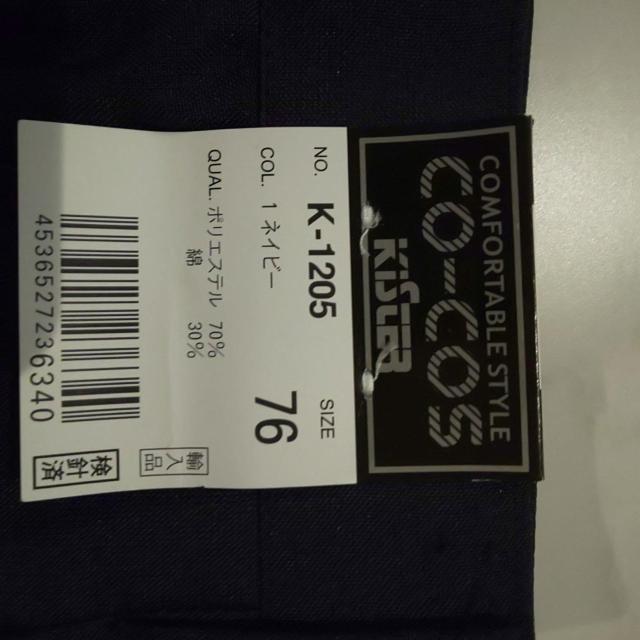 COMFORTABLE STYLE
CO-COS
KISTER
NO. K-1205 SIZE
COL. 1 ネイビー 76
QUAL. ポリエステル 70%
綿 30%
輸入品
4536527236340
検針済